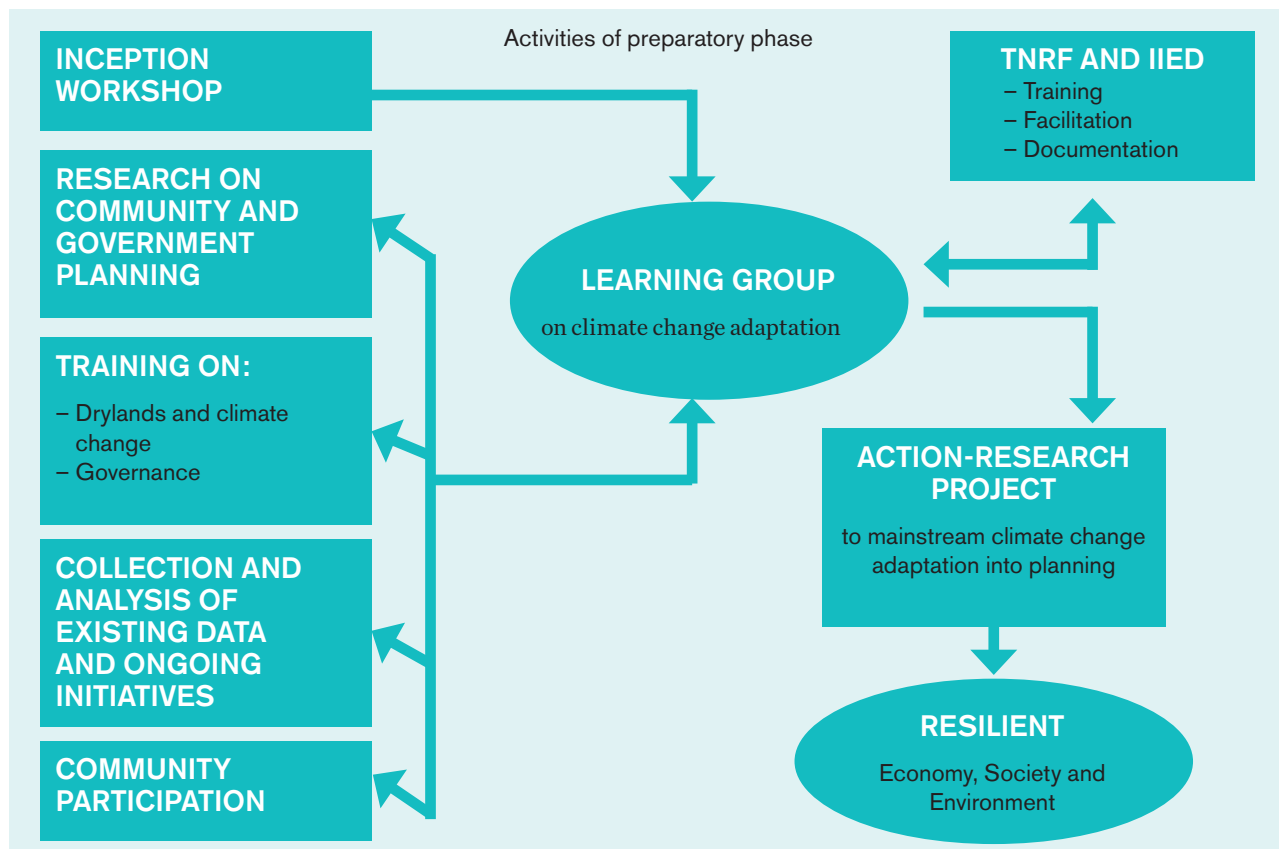 Activities of preparatory phase
INCEPTION
WORKSHOP
RESEARCH ON
COMMUNITY AND
GOVERNMENT
PLANNING
TRAINING ON:
– Drylands and climate
change
– Governance
COLLECTION AND
ANALYSIS OF
EXISTING DATA
AND ONGOING
INITIATIVES
COMMUNITY
PARTICIPATION
LEARNING GROUP
on climate change adaptation
TNRF AND IIED
– Training
– Facilitation
– Documentation
ACTION-RESEARCH
PROJECT
to mainstream climate change
adaptation into planning
RESILIENT
Economy, Society and
Environment